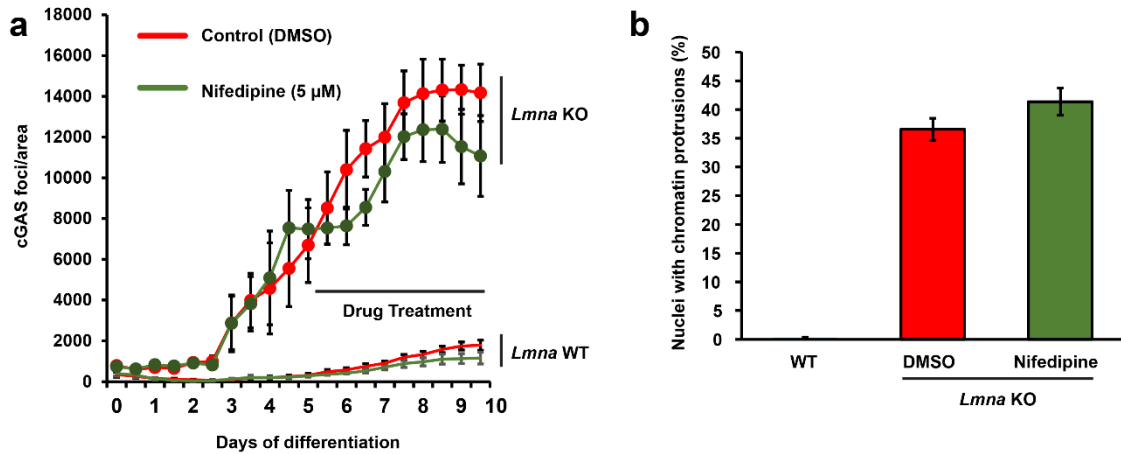 a
18000
16000
14000
12000
10000
8000
6000
4000
2000
0
cGAS foci/area
Control (DMSO)
Nifedipine (5 µM)
Lmna KO
Drug Treatment
Lmna WT
0 1 2 3 4 5 6 7 8 9 10
Days of differentiation
b
50
45
40
35
30
25
20
15
10
5
0
Nuclei with chromatin protrusions (%)
WT DMSO Nifedipine
Lmna KO